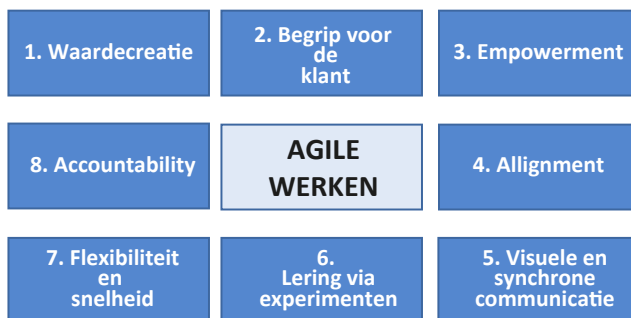 1. Waardecreatie
2. Begrip voor
de
klant
3. Empowerment
8. Accountability
AGILE
WERKEN
4. Allignment
7. Flexibiliteit
en
snelheid
6.
Lering via
experimenten
5. Visuele en
synchrone
communicatie